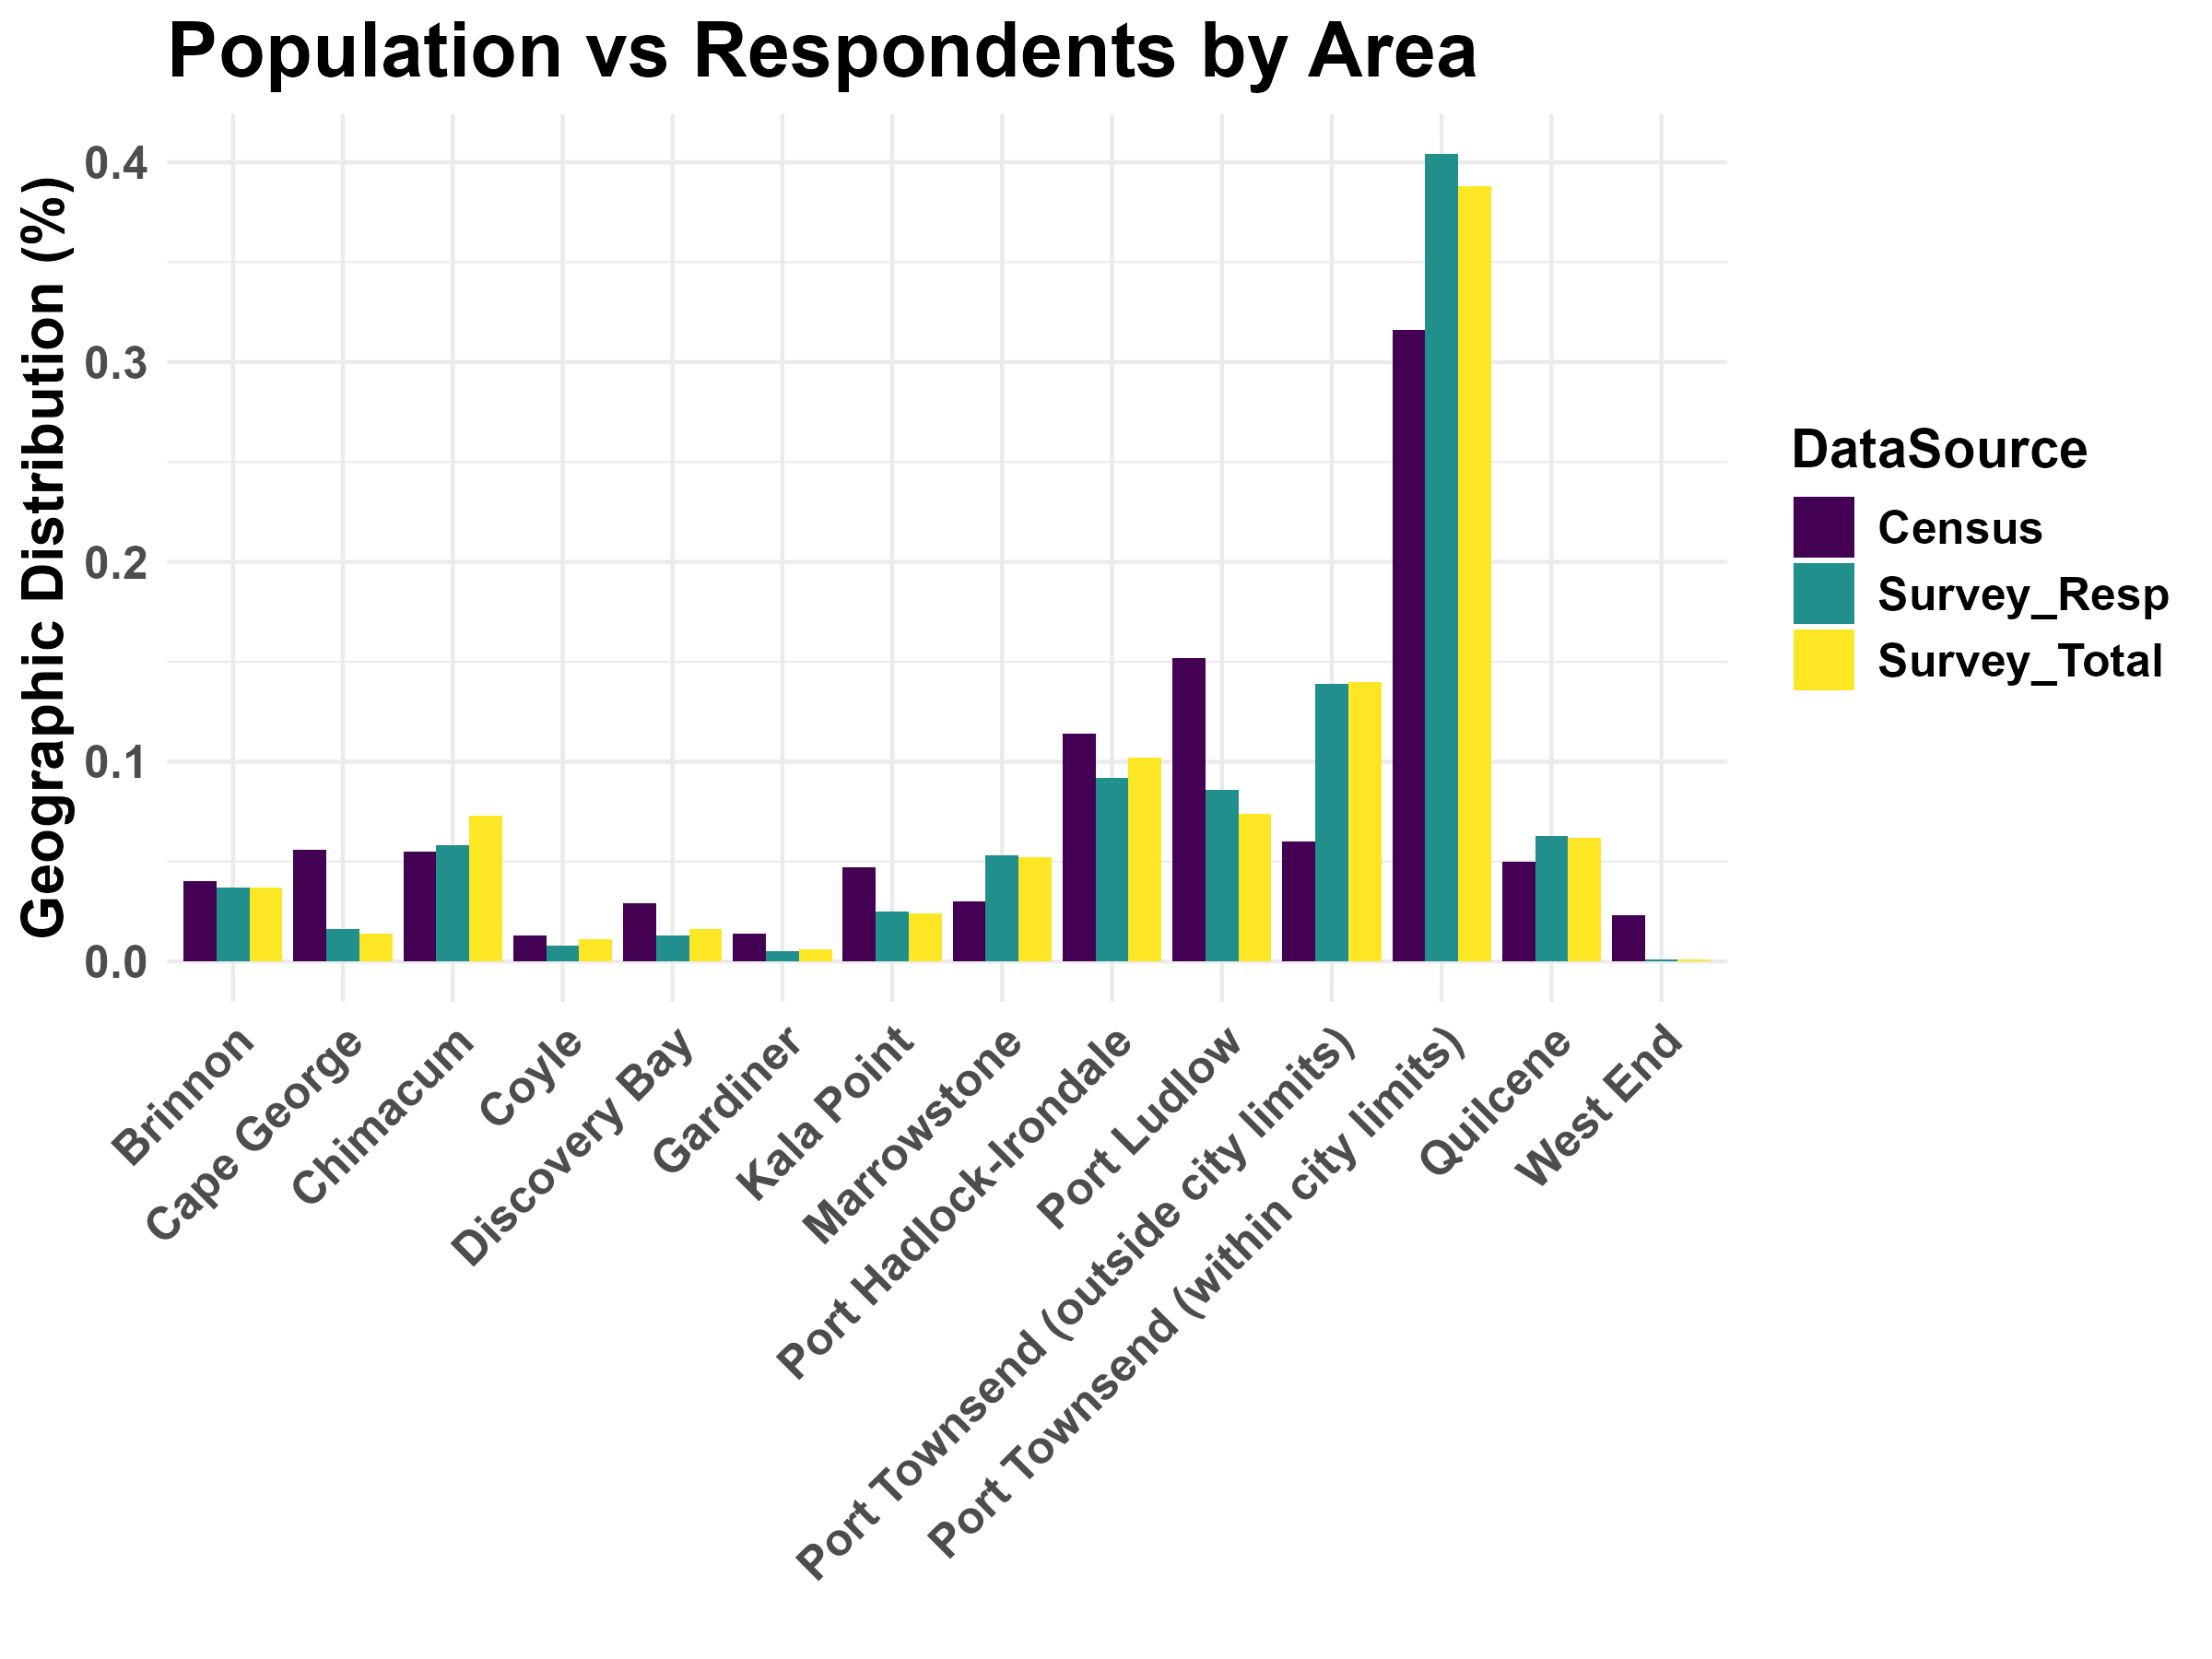 Population vs Respondents by Area
Geographic Distribution (%)
0.4
0.3
0.2
0.1
0.0
Brinnon
Cape George
Chimacum
Coyle
Discovery Bay
Gardiner
Kala Point
Marrowstone
Port Hadlock-Irondale
Port Ludlow
Port Townsend (outside city limits)
Port Townsend (within city limits)
Quilcene
West End
DataSource
Census
Survey_Resp
Survey_Total